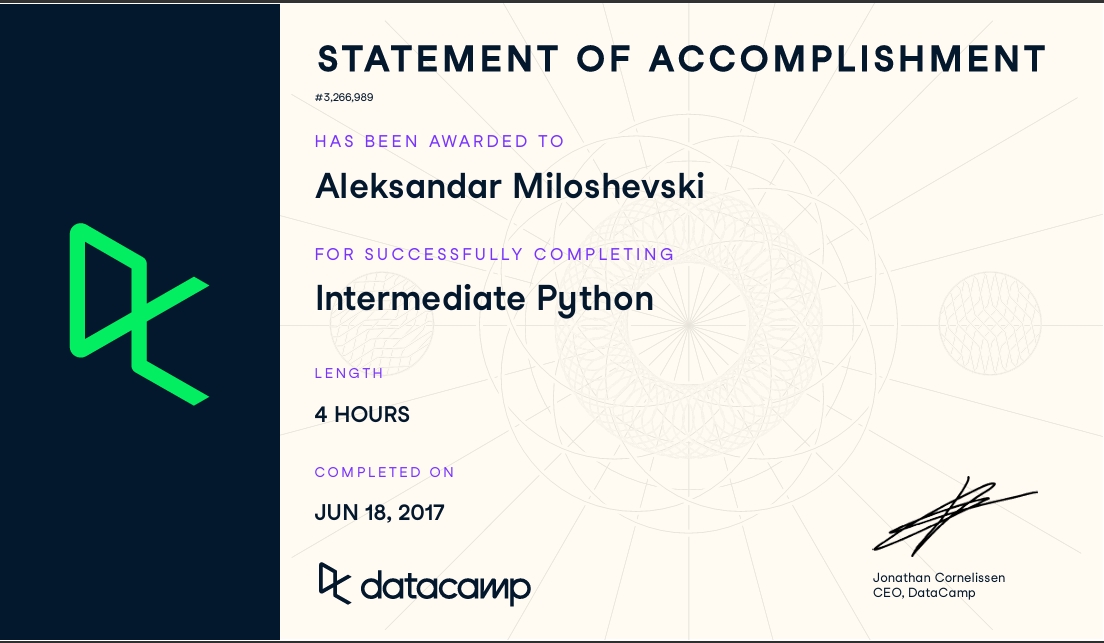 STATEMENT OF ACCOMPLISHMENT
#3,266,989
HAS BEEN AWARDED TO
Aleksandar Miloshevski
FOR SUCCESSFULLY COMPLETING
Intermediate Python
LENGTH
4 HOURS
COMPLETED ON
JUN 18, 2017
datacamp
Jonathan Cornelissen
CEO, DataCamp